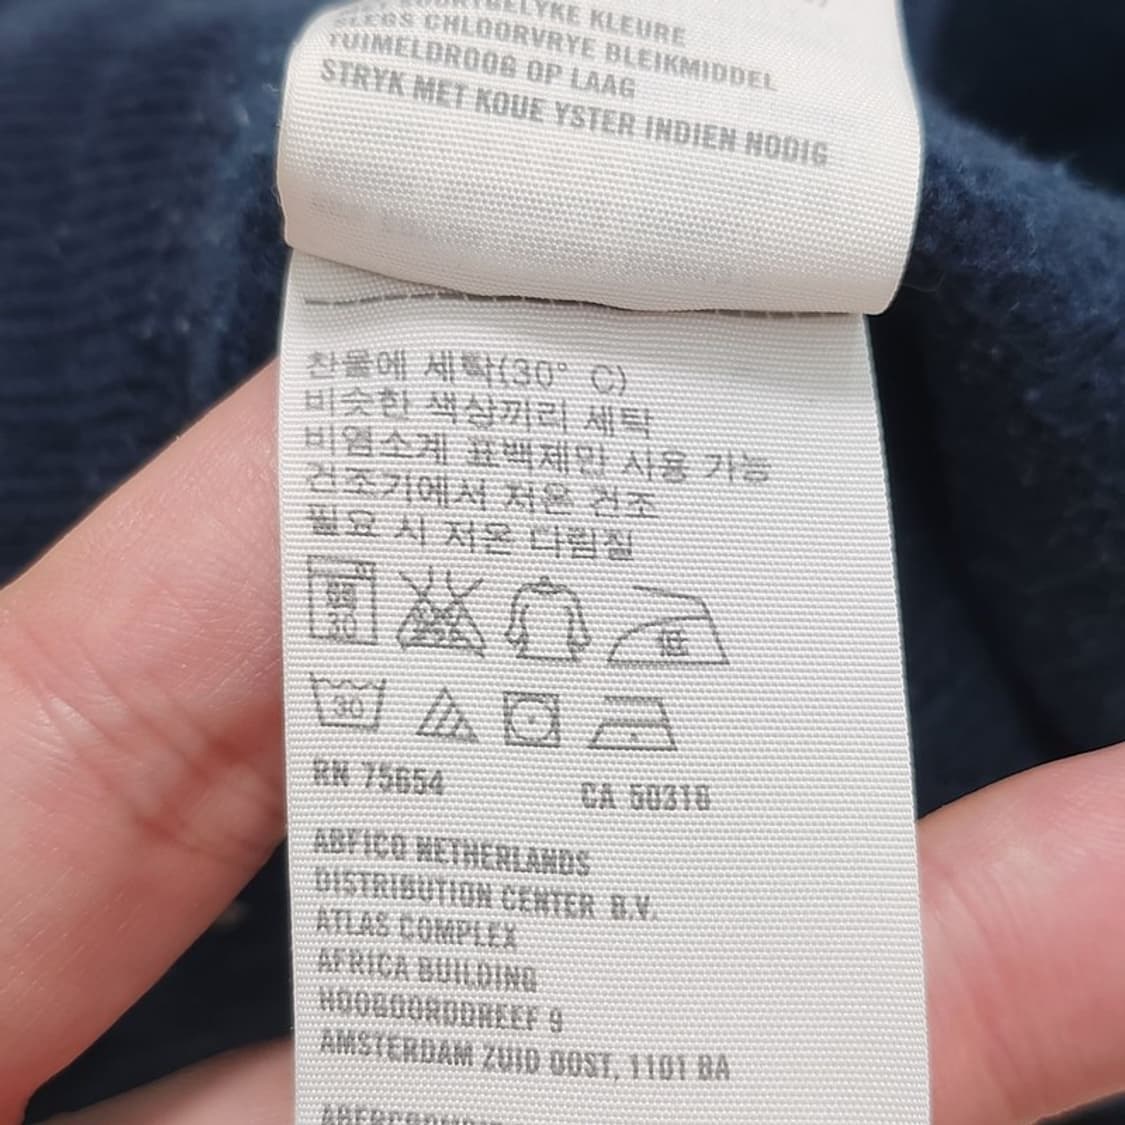 KLEURE
SLEGS CHLOORVRYE BLEIKMIDDEL
TUIMELDROOG OP LAAG
STRYK MET KOUE YSTER INDIEN NODIG
찬물에 세탁(30° C)
비슷한 색상끼리 세탁
비염소계 표백제만 사용 가능
건조기에서 저온 건조
필요 시 저온 다림질
30 低
30
RN 75654 CA 50318
ABFICO NETHERLANDS
DISTRIBUTION CENTER B.V.
ATLAS COMPLEX
AFRICA BUILDING
HOOGOORDDREEF 9
AMSTERDAM ZUID OOST, 1101 BA